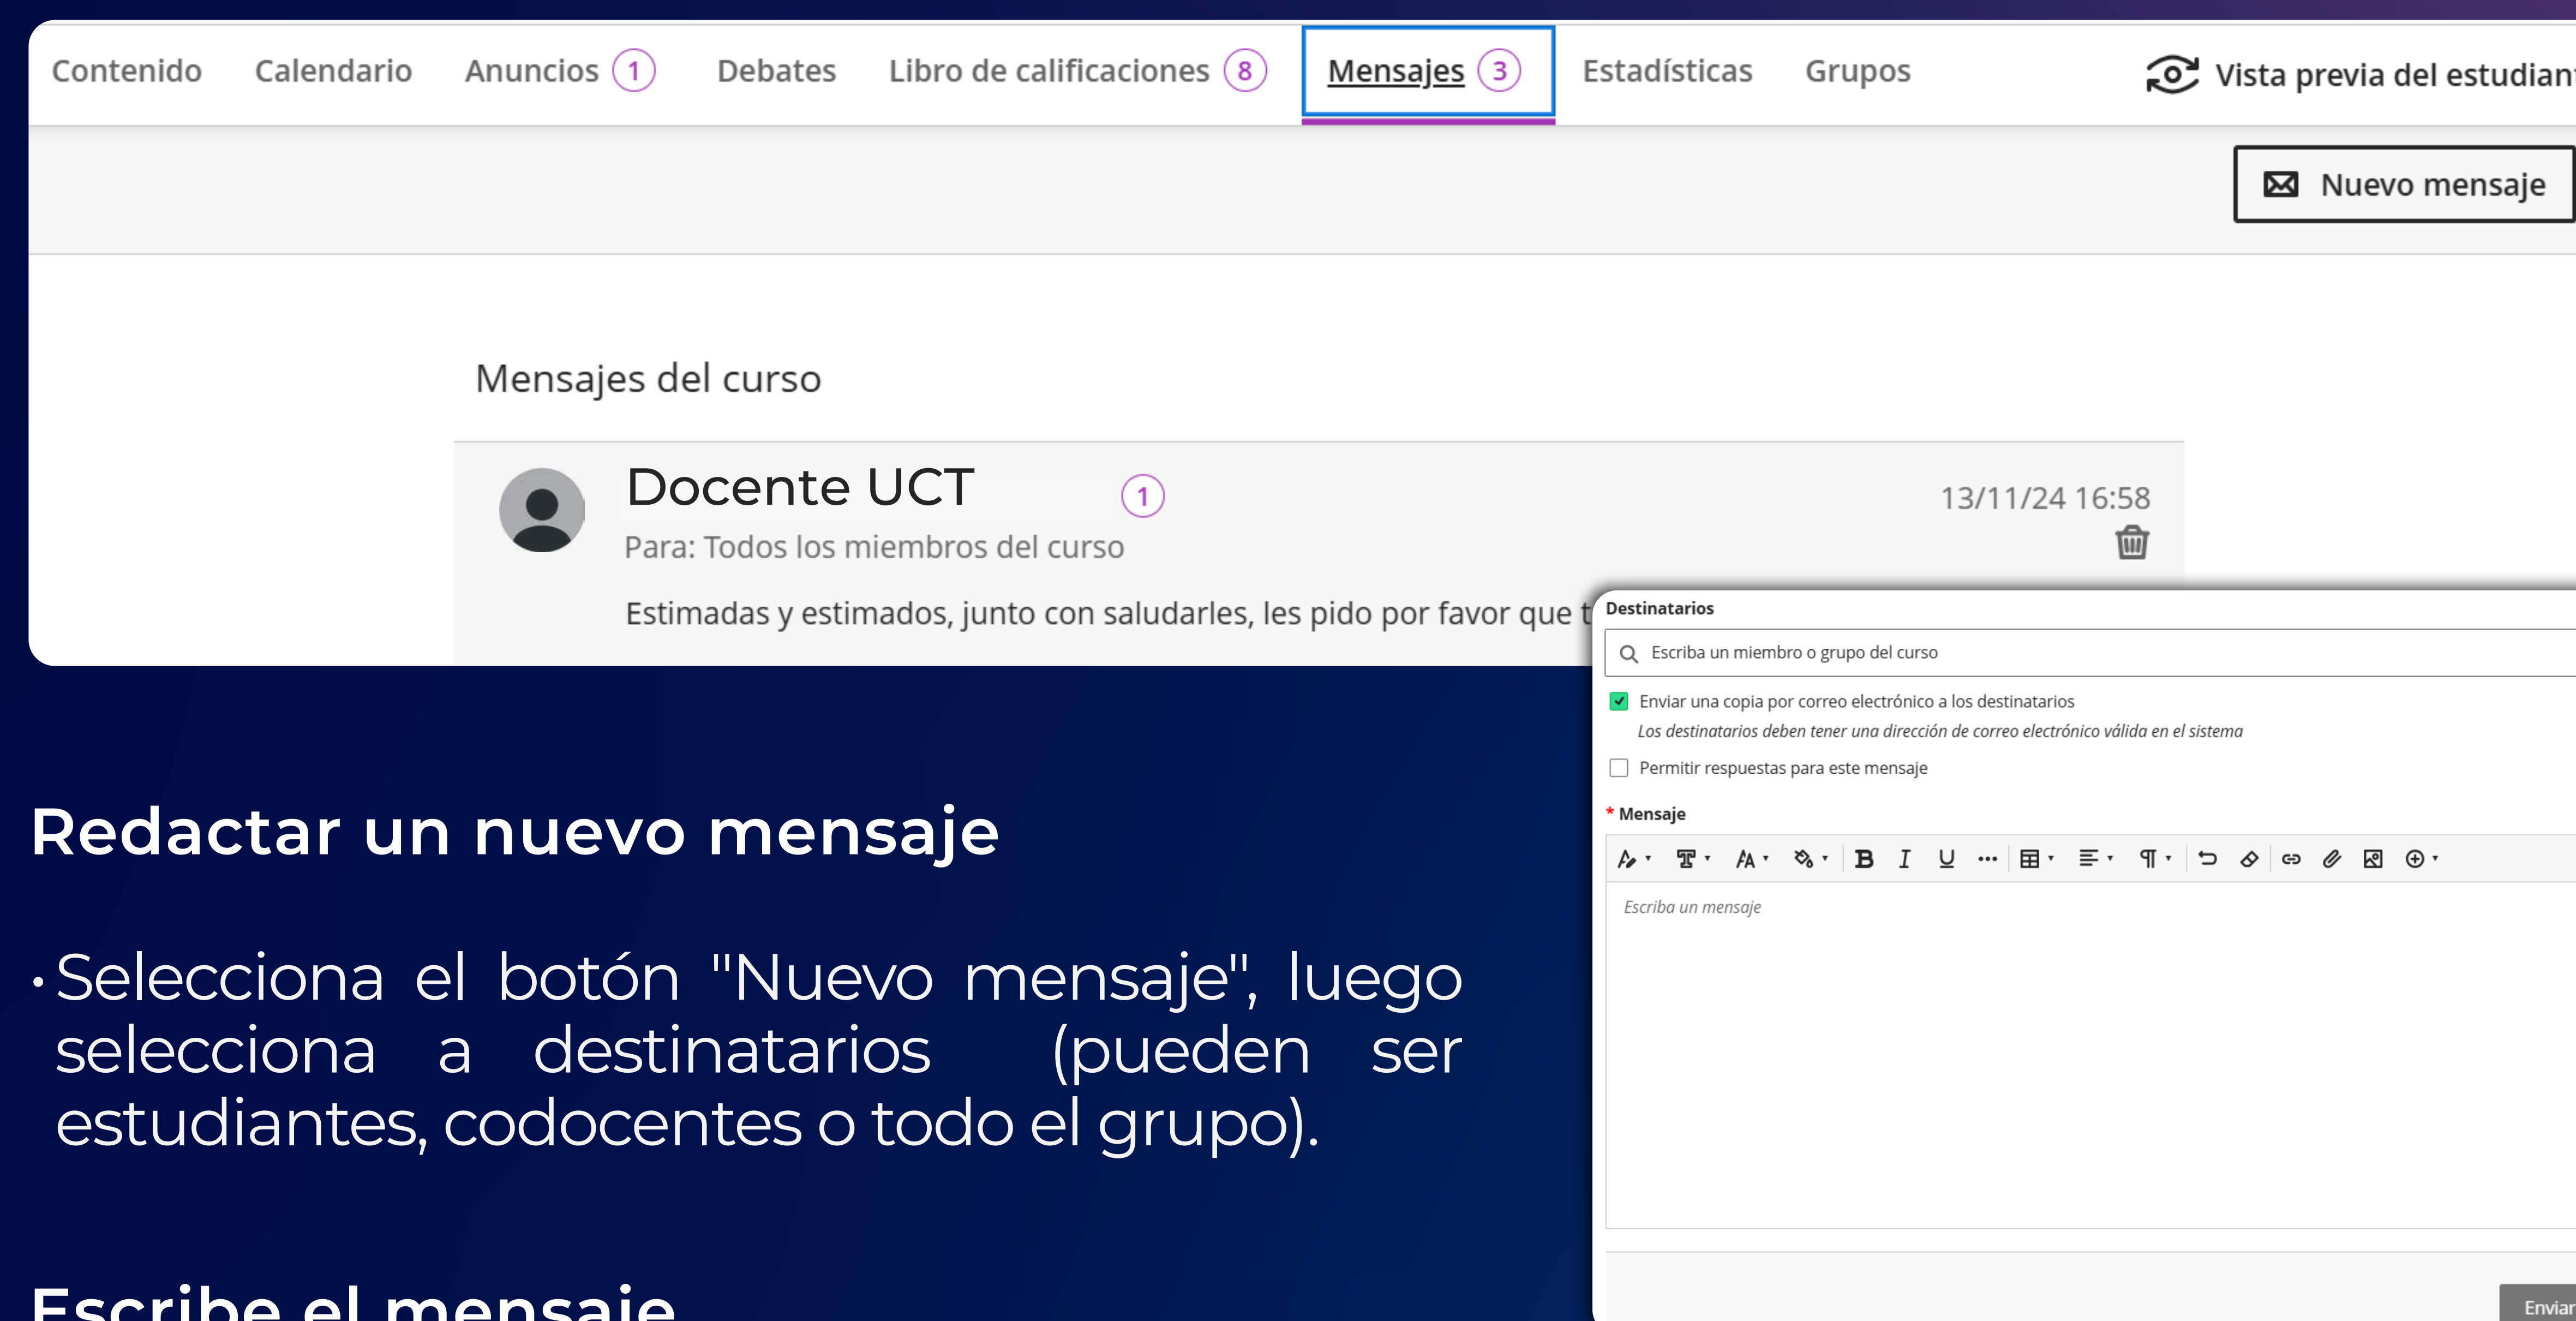 Contenido Calendario Anuncios 1 Debates Libro de calificaciones 8 Mensajes 3 Estadísticas Grupos Vista previa del
Nuevo mensaje
Mensajes del curso
Docente UCT 1 13/11/24 16:58
Para: Todos los miembros del curso
Estimadas y estimados, junto con saludarles, les pido por favor que
Destinatarios
Escriba un miembro o grupo del curso
Enviar una copia por correo electrónico a los destinatarios
Los destinatarios deben tener una dirección de correo electrónico válida en el sistema
Permitir respuestas para este mensaje
* Mensaje
Escriba un mensaje
Enviar
Redactar un nuevo mensaje
• Selecciona el botón "Nuevo mensaje", luego
selecciona a destinatarios (pueden ser
estudiantes, codocentes o todo el grupo).
Escribe el mensaje